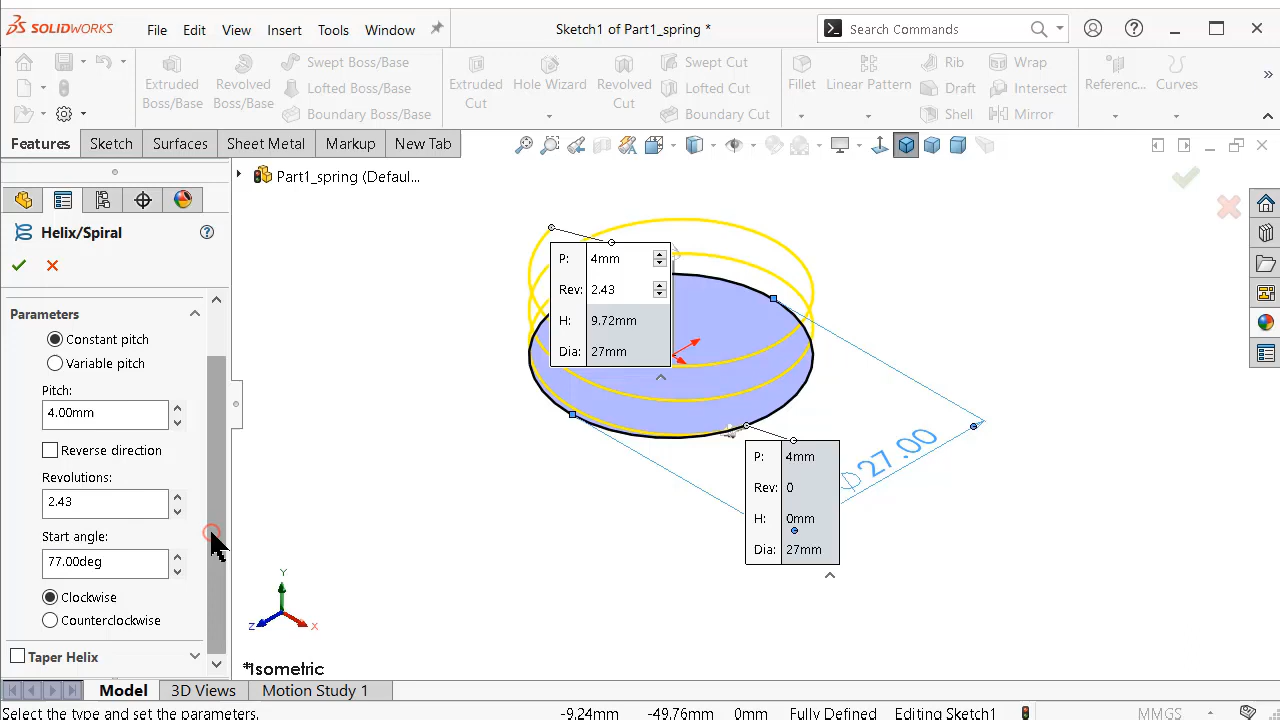 SOLIDWORKS File Edit View Insert Tools Window Sketch1 of Part1_spring * Search Commands
Extruded Boss/Base Revolved Boss/Base Swept Boss/Base Lofted Boss/Base Boundary Boss/Base Extruded Cut Hole Wizard Revolved Cut Swept Cut Lofted Cut Boundary Cut Fillet Linear Pattern Rib Draft Shell Wrap Intersect Mirror Referenc... Curves
Features Sketch Surfaces Sheet Metal Markup New Tab
Part1_spring (Defaul...
Helix/Spiral
Parameters
Constant pitch
Variable pitch
Pitch:
4.00mm
Reverse direction
Revolutions:
2.43
Start angle:
77.00deg
Clockwise
Counterclockwise
Taper Helix
P: 4mm
Rev: 2.43
H: 9.72mm
Dia: 27mm
Ø27.00
P: 4mm
Rev: 0
H: 0mm
Dia: 27mm
Y
Z X
*Isometric
Model 3D Views Motion Study 1
Select the type and set the parameters. -9.24mm -49.76mm 0mm Fully Defined Editing Sketch1 MMGS